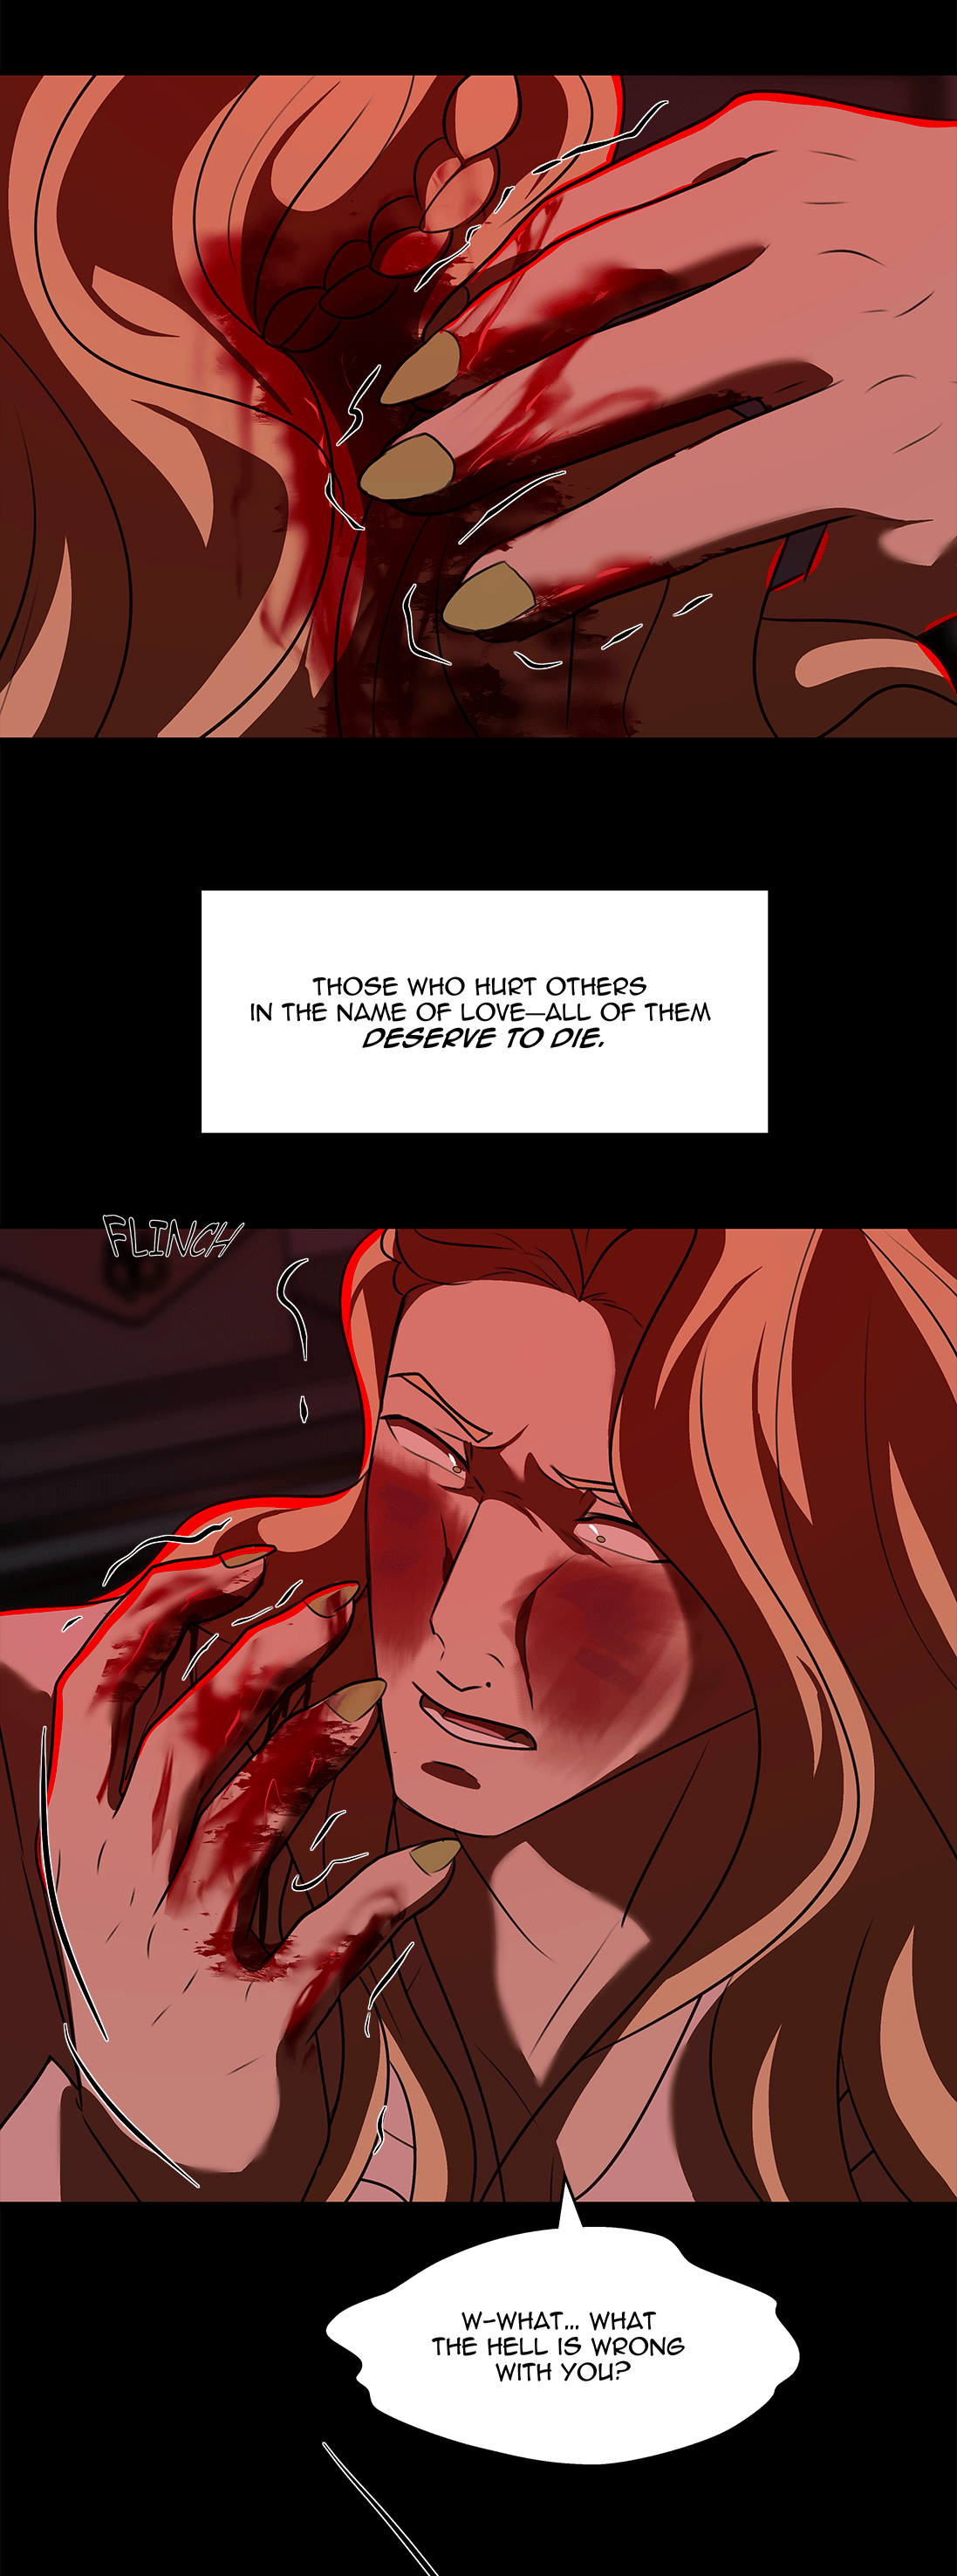 THOSE WHO HURT OTHERS
IN THE NAME OF LOVE—ALL OF THEM
DESERVE TO DIE.
FLINCH
W-WHAT... WHAT
THE HELL IS WRONG
WITH YOU?